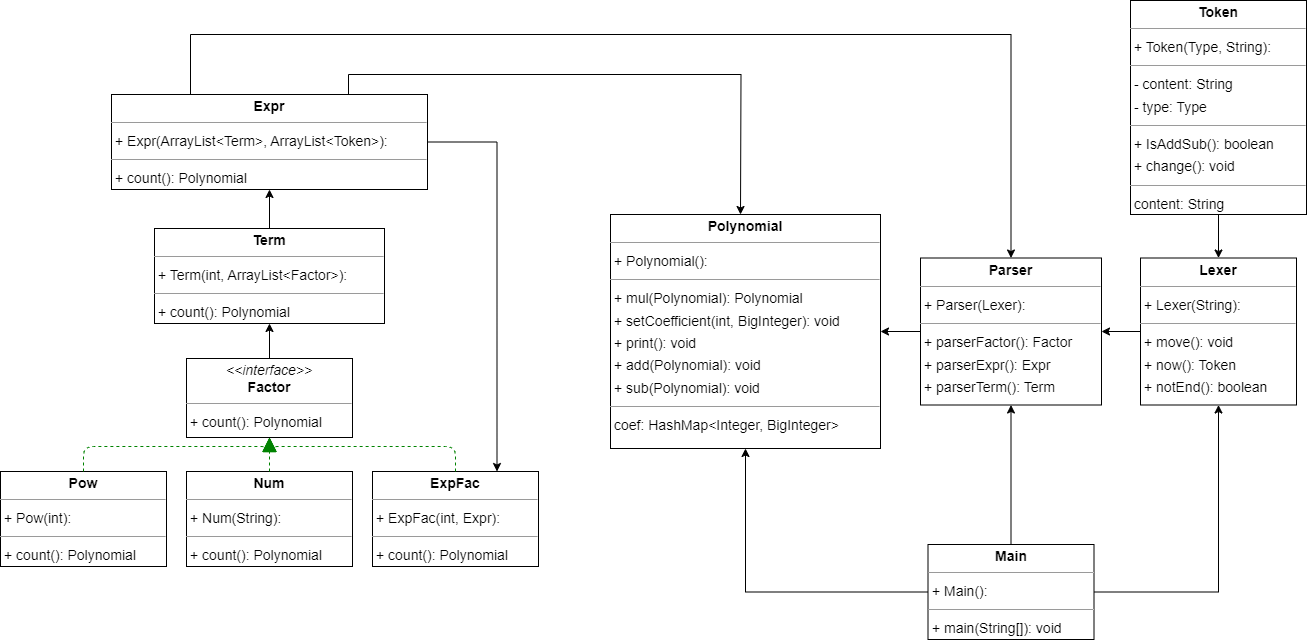 Token
+ Token(Type, String):
- content: String
- type: Type
+ IsAddSub(): boolean
+ change(): void
content: String
Expr
+ Expr(ArrayList<Term>, ArrayList<Token>):
+ count(): Polynomial
Term
+ Term(int, ArrayList<Factor>):
+ count(): Polynomial
<<interface>>
Factor
+ count(): Polynomial
Pow
+ Pow(int):
+ count(): Polynomial
Num
+ Num(String):
+ count(): Polynomial
ExpFac
+ ExpFac(int, Expr):
+ count(): Polynomial
Polynomial
+ Polynomial():
+ mul(Polynomial): Polynomial
+ setCoefficient(int, BigInteger): void
+ print(): void
+ add(Polynomial): void
+ sub(Polynomial): void
coef: HashMap<Integer, BigInteger>
Parser
+ Parser(Lexer):
+ parserFactor(): Factor
+ parserExpr(): Expr
+ parserTerm(): Term
Lexer
+ Lexer(String):
+ move(): void
+ now(): Token
+ notEnd(): boolean
Main
+ Main():
+ main(String[]): void